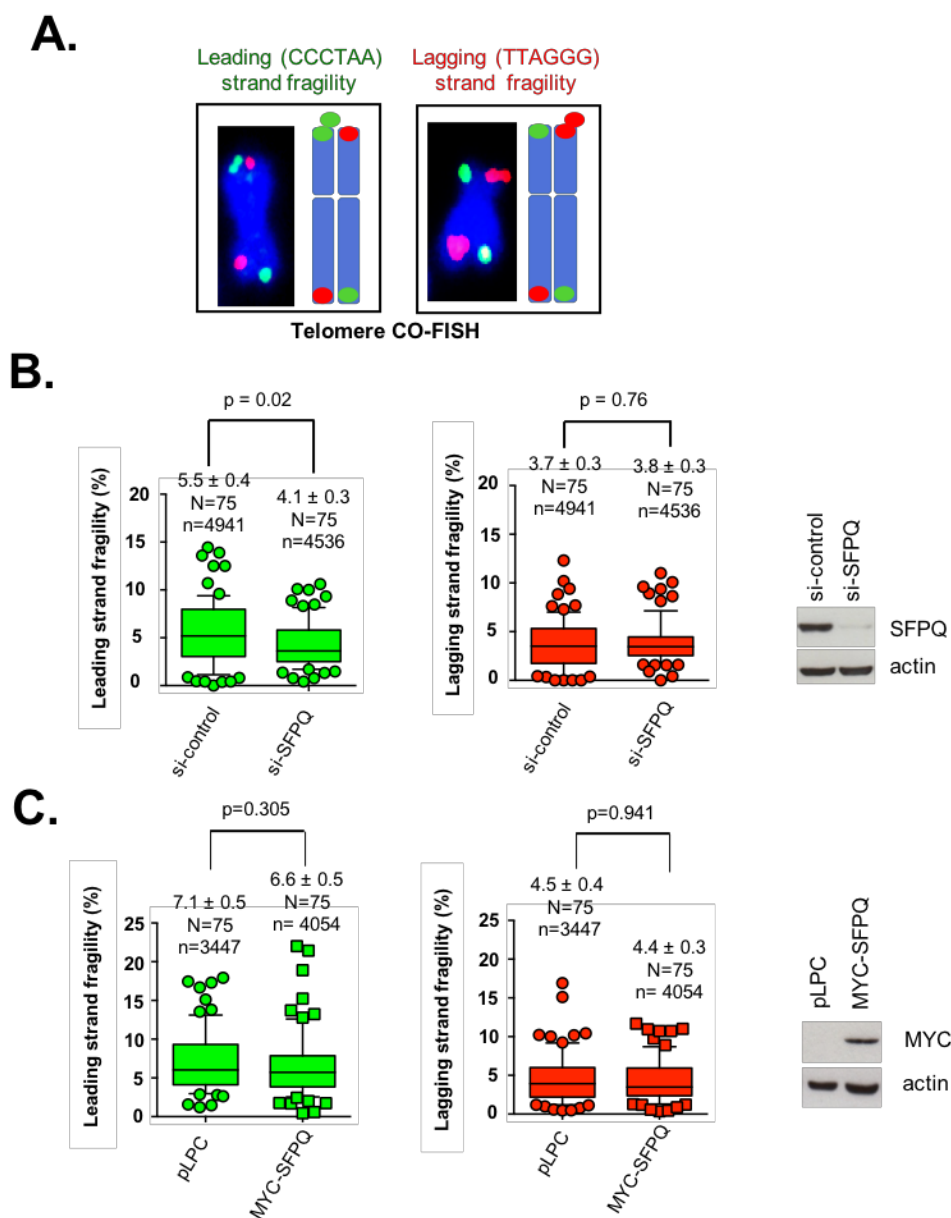 A.
Leading (CCCTAA)
strand fragility
Lagging (TTAGGG)
strand fragility
Telomere CO-FISH
B.
p = 0.02
Leading strand fragility (%)
5.5 ± 0.4
N=75
n=4941
4.1 ± 0.3
N=75
n=4536
20
15
10
5
0
si-control
si-SFPQ
p = 0.76
Lagging strand fragility (%)
3.7 ± 0.3
N=75
n=4941
3.8 ± 0.3
N=75
n=4536
20
15
10
5
0
si-control
si-SFPQ
si-control
si-SFPQ
SFPQ
actin
C.
p=0.305
Leading strand fragility (%)
7.1 ± 0.5
N=75
n=3447
6.6 ± 0.5
N=75
n= 4054
25
20
15
10
5
0
pLPC
MYC-SFPQ
p=0.941
Lagging strand fragility (%)
4.5 ± 0.4
N=75
n=3447
4.4 ± 0.3
N=75
n= 4054
25
20
15
10
5
0
pLPC
MYC-SFPQ
pLPC
MYC-SFPQ
MYC
actin